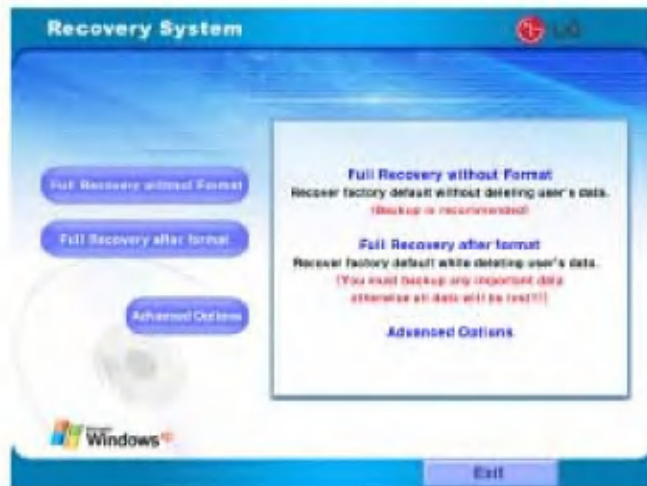 Recovery System
LG
Full Recovery without Format
Full Recovery after format
Advanced Options
Full Recovery without Format
Recover factory default without deleting user's data.
(Backup is recommended)
Full Recovery after format
Recover factory default while deleting user's data.
(You must backup any important data
otherwise all data will be lost!!!)
Advanced Options
Windows xp
Exit